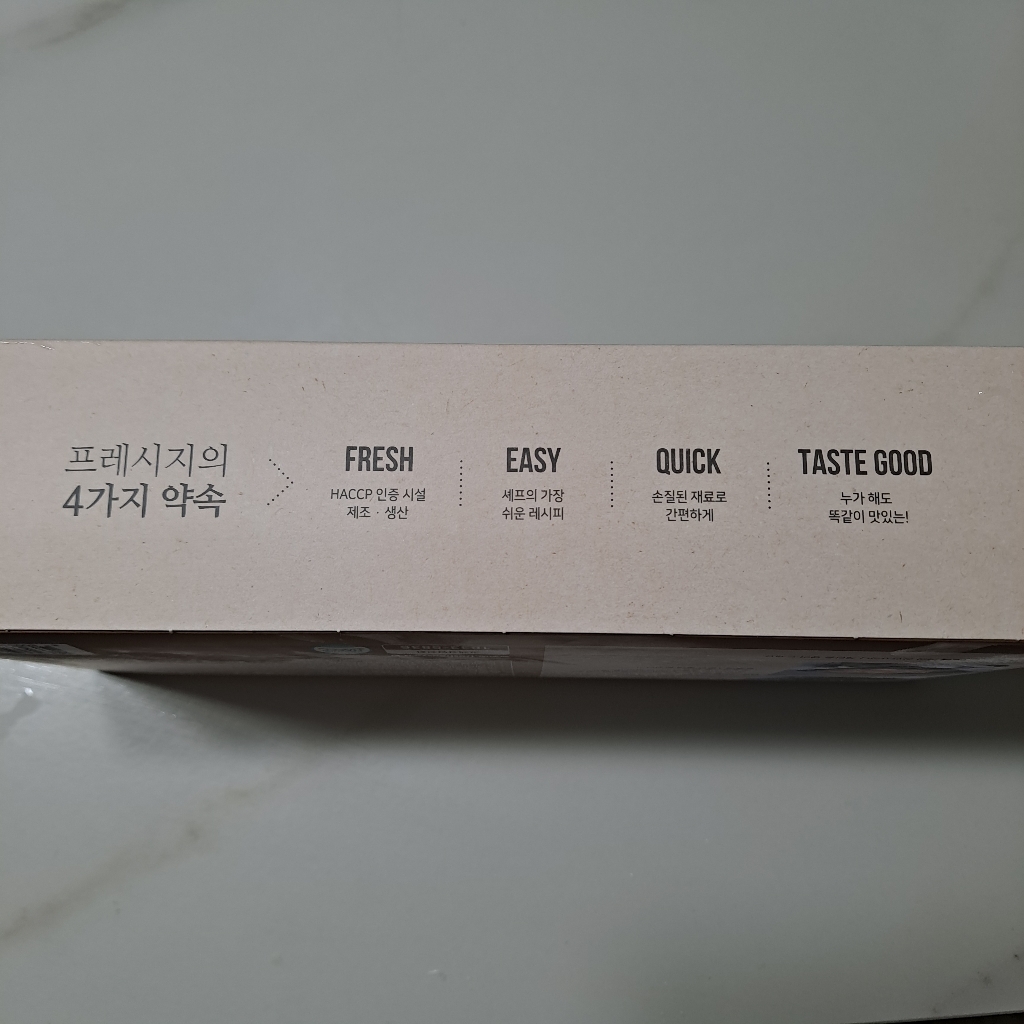 프레시지의
4가지 약속
FRESH
HACCP 인증 시설
제조 · 생산
EASY
셰프의 가장
쉬운 레시피
QUICK
손질된 재료로
간편하게
TASTE GOOD
누가 해도
똑같이 맛있는!